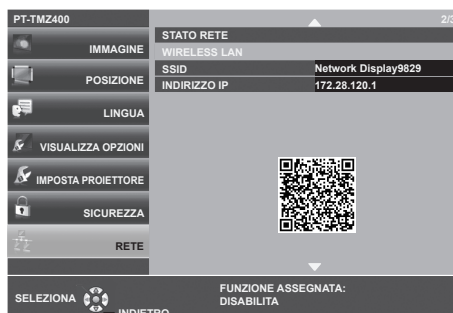 PT-TMZ400
2/3
IMMAGINE
POSIZIONE
LINGUA
VISUALIZZA OPZIONI
IMPOSTA PROIETTORE
SICUREZZA
RETE
STATO RETE
WIRELESS LAN
SSID Network Display9829
INDIRIZZO IP 172.28.120.1
SELEZIONA
INDIETRO
FUNZIONE ASSEGNATA:
DISABILITA